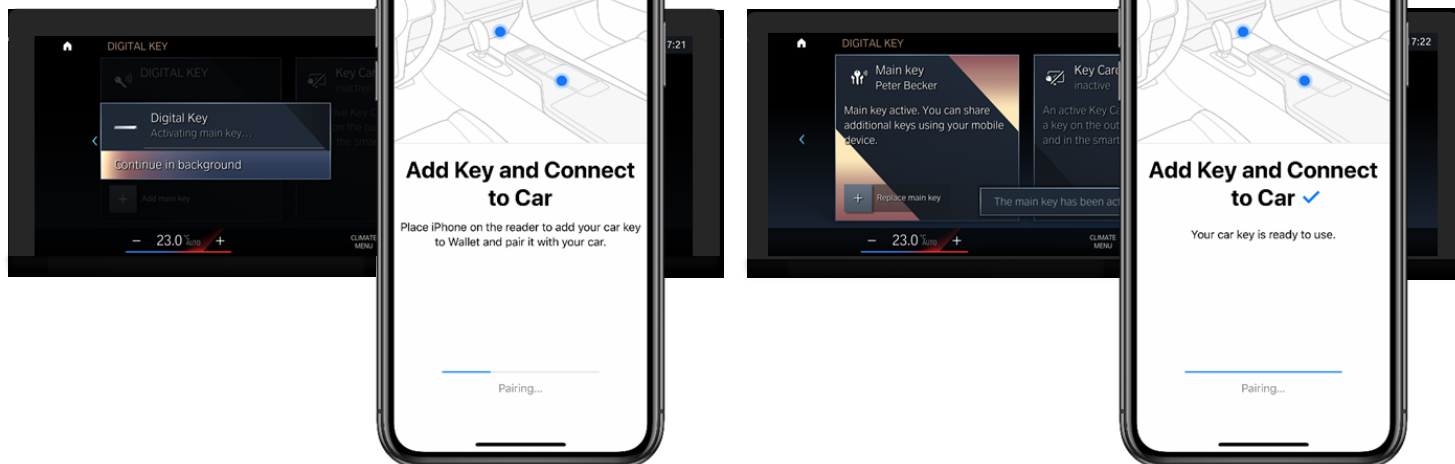 DIGITAL KEY
7:21
DIGITAL KEY
Key Car
inactive
Digital Key
Activating main key...
Continue in background
Add main key
- 23.0 °C AUTO +
CLIMATE
MENU
Add Key and Connect
to Car
Place iPhone on the reader to add your car key
to Wallet and pair it with your car.
Pairing...
DIGITAL KEY
7:22
Main key
Peter Becker
Main key active. You can share
additional keys using your mobile
device.
Replace main key
Key Card
inactive
An active Key Ca
a key on the out
and in the smart
The main key has been act
- 23.0 °C AUTO +
CLIMATE
MENU
Add Key and Connect
to Car ✓
Your car key is ready to use.
Pairing...